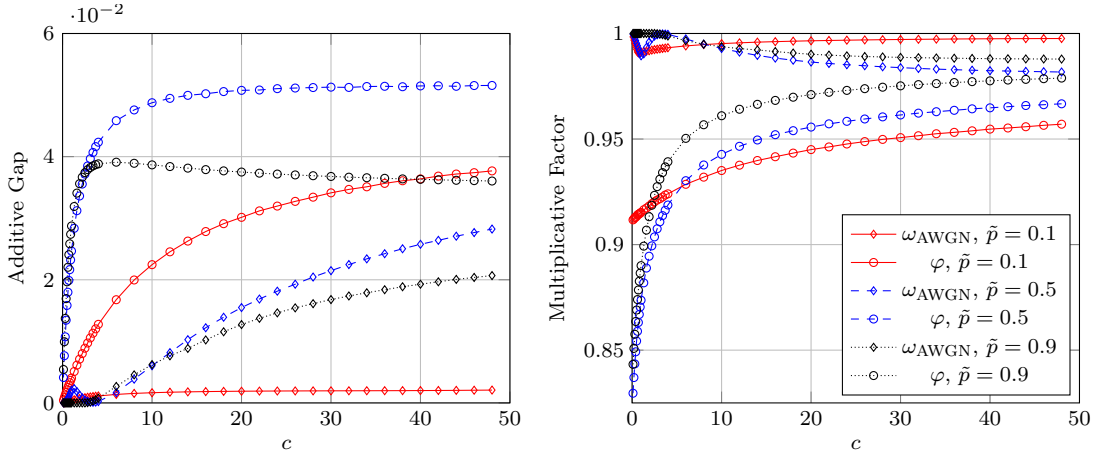 ·10⁻²
6
4
2
0
0 10 20 30 40 50
c
Additive Gap
1
0.95
0.9
0.85
0 10 20 30 40 50
c
Multiplicative Factor
ω_AWGN, p̃ = 0.1
φ, p̃ = 0.1
ω_AWGN, p̃ = 0.5
φ, p̃ = 0.5
ω_AWGN, p̃ = 0.9
φ, p̃ = 0.9